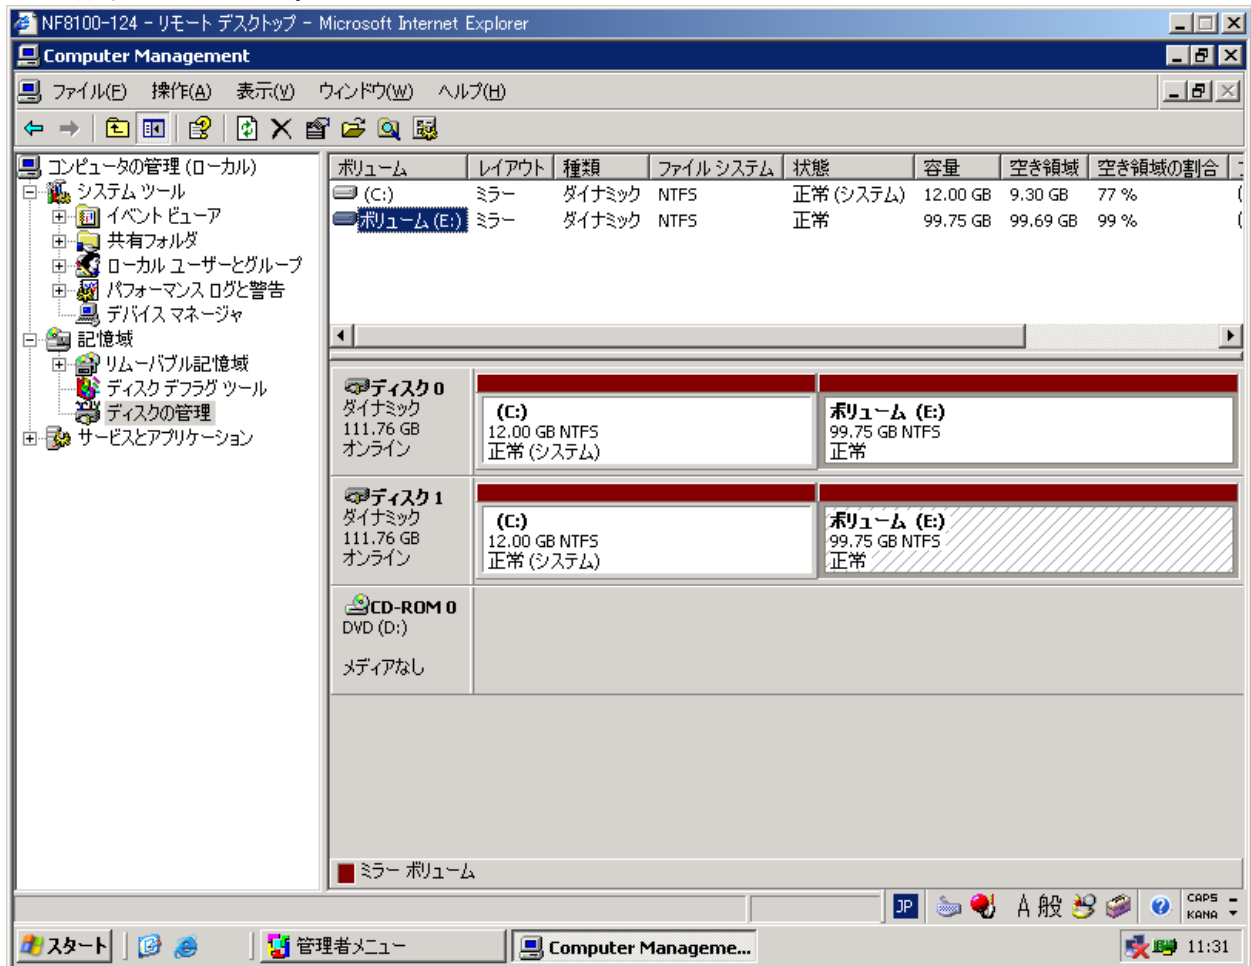 NF8100-124 - リモート デスクトップ - Microsoft Internet Explorer
Computer Management
ファイル(F) 操作(A) 表示(V) ウィンドウ(W) ヘルプ(H)
コンピュータの管理 (ローカル)
システム ツール
イベント ビューア
共有フォルダ
ローカル ユーザーとグループ
パフォーマンス ログと警告
デバイス マネージャ
記憶域
リムーバブル記憶域
ディスク デフラグ ツール
ディスクの管理
サービスとアプリケーション
ボリューム レイアウト 種類 ファイル システム 状態 容量 空き領域 空き領域の割合
(C:) ミラー ダイナミック NTFS 正常 (システム) 12.00 GB 9.30 GB 77 %
ボリューム (E:) ミラー ダイナミック NTFS 正常 99.75 GB 99.69 GB 99 %
ディスク 0
ダイナミック
111.76 GB
オンライン
(C:)
12.00 GB NTFS
正常 (システム)
ボリューム (E:)
99.75 GB NTFS
正常
ディスク 1
ダイナミック
111.76 GB
オンライン
(C:)
12.00 GB NTFS
正常 (システム)
ボリューム (E:)
99.75 GB NTFS
正常
CD-ROM 0
DVD (D:)
メディアなし
ミラー ボリューム
JP A 般 CAPS
KANA
スタート 管理者メニュー Computer Manageme... 11:31